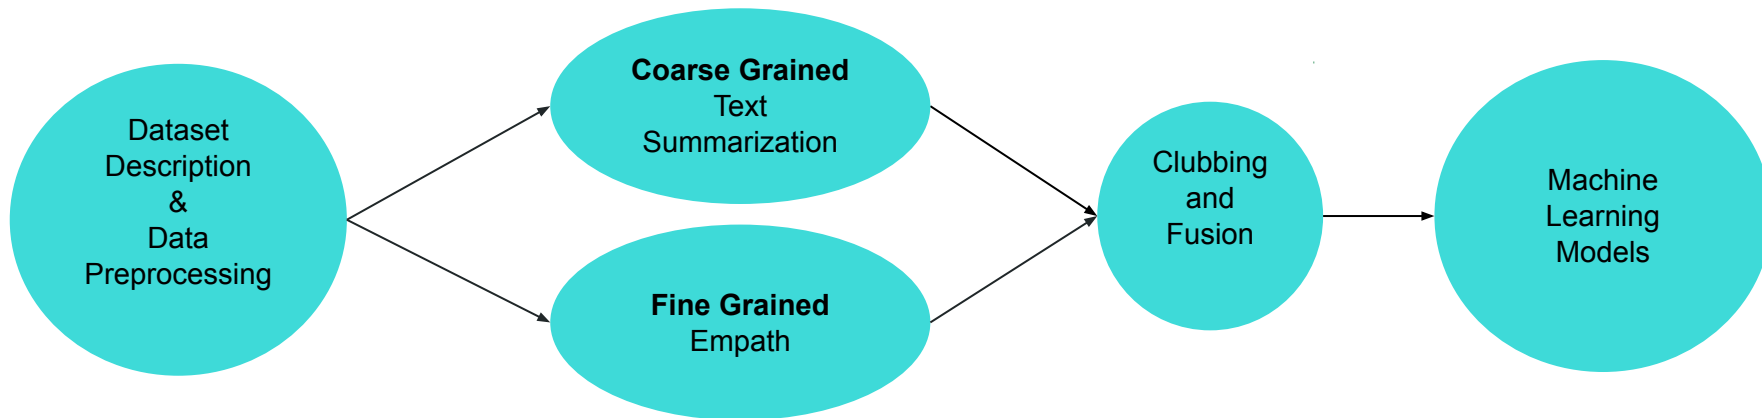 Dataset
Description
&
Data
Preprocessing
Coarse Grained
Text
Summarization
Fine Grained
Empath
Clubbing
and
Fusion
Machine
Learning
Models